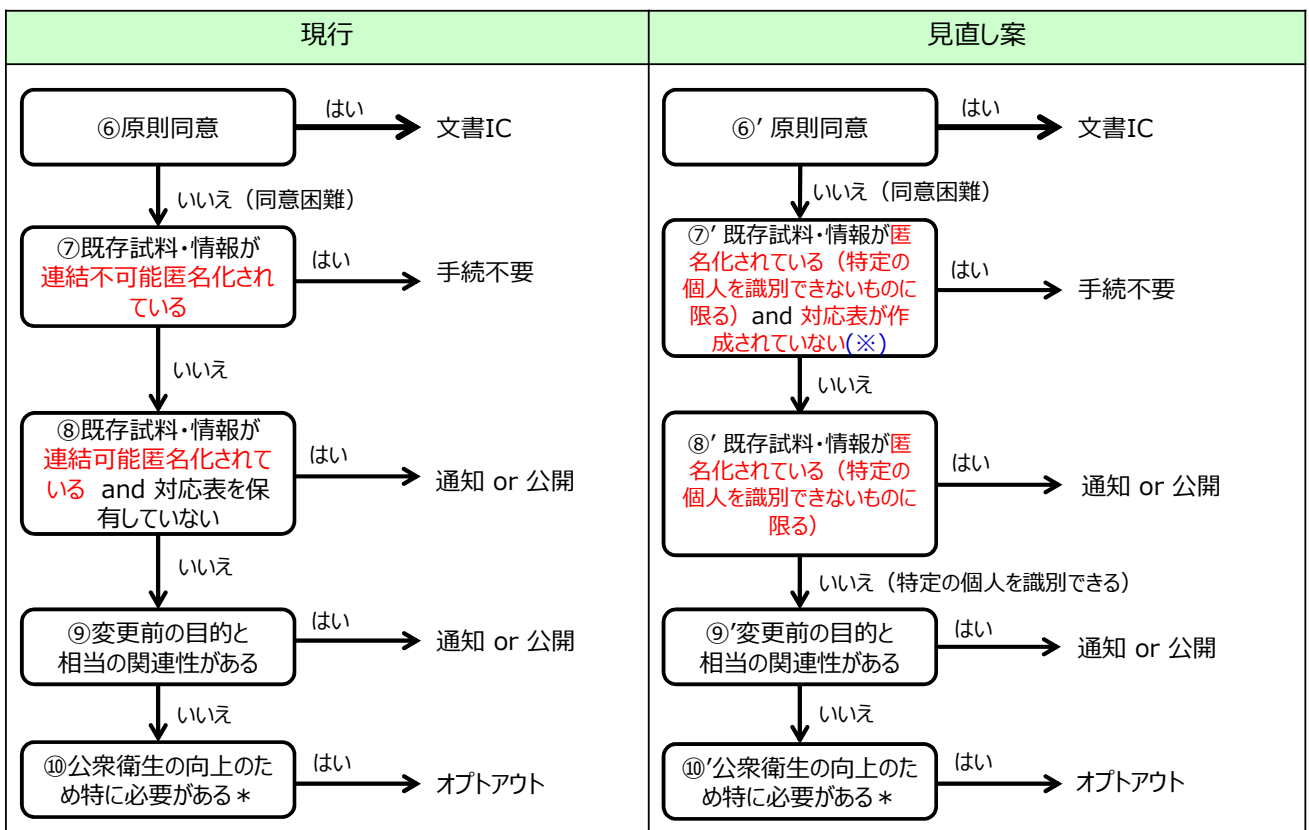 現行
⑥原則同意
はい
文書IC
いいえ（同意困難）
⑦既存試料・情報が
連結不可能匿名化され
ている
はい
手続不要
いいえ
⑧既存試料・情報が
連結可能匿名化されて
いる and 対応表を保
有していない
はい
通知 or 公開
いいえ
⑨変更前の目的と
相当の関連性がある
はい
通知 or 公開
いいえ
⑩公衆衛生の向上のた
め特に必要がある＊
はい
オプトアウト
見直し案
⑥′ 原則同意
はい
文書IC
いいえ（同意困難）
⑦′ 既存試料・情報が匿
名化されている（特定の
個人を識別できないものに
限る）and 対応表が作
成されていない(※)
はい
手続不要
いいえ
⑧′ 既存試料・情報が匿
名化されている（特定の
個人を識別できないものに
限る）
はい
通知 or 公開
いいえ（特定の個人を識別できる）
⑨′変更前の目的と
相当の関連性がある
はい
通知 or 公開
いいえ
⑩′公衆衛生の向上のた
め特に必要がある＊
はい
オプトアウト